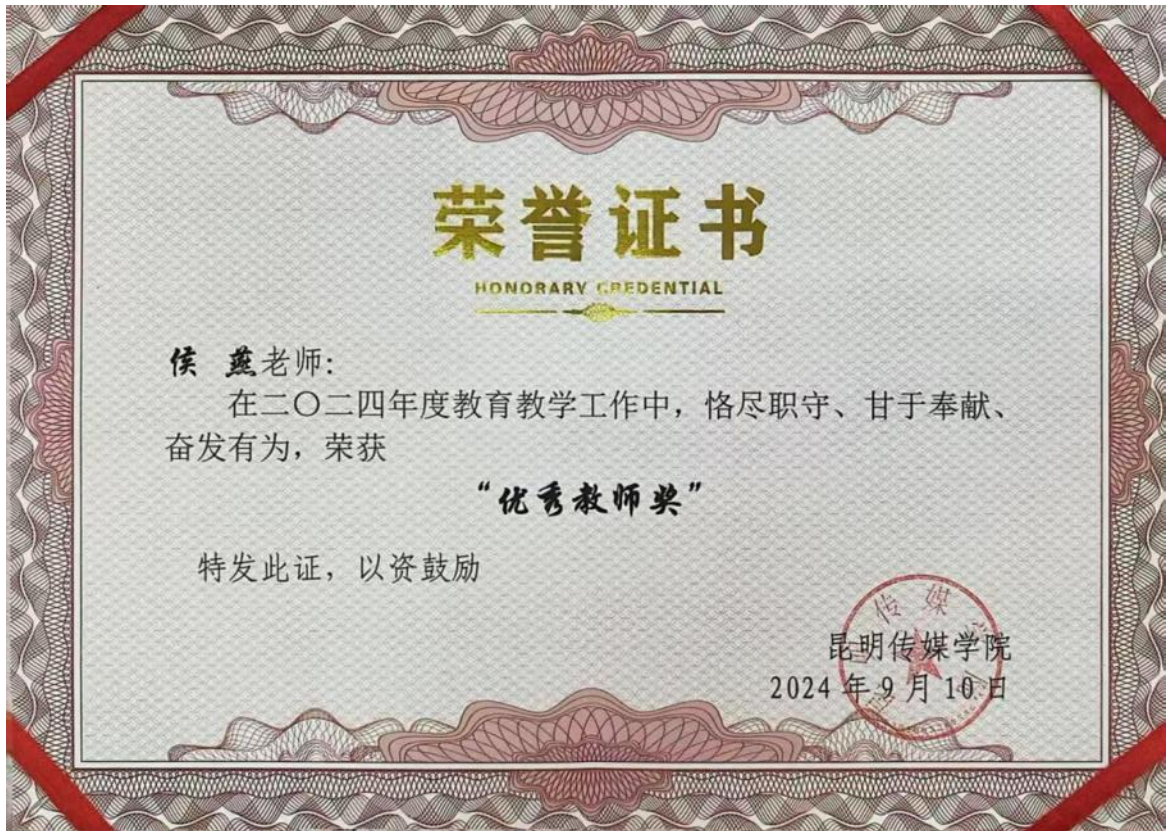 荣誉证书
HONORARY CREDENTIAL
侯 燕老师:
在二〇二四年度教育教学工作中，恪尽职守、甘于奉献、
奋发有为，荣获
“优秀教师奖”
特发此证，以资鼓励
昆明传媒学院
2024年9月10日